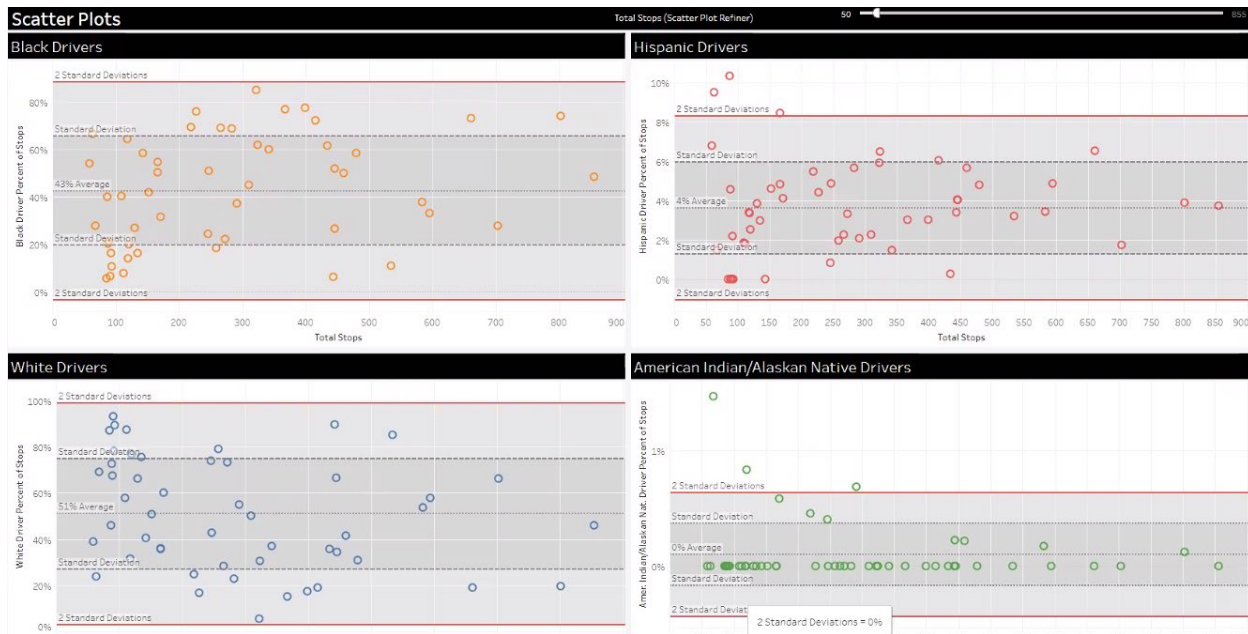 Scatter Plots
Total Stops (Scatter Plot Refiner)
50
855
Black Drivers
Black Driver Percent of Stops
80%
60%
40%
20%
0%
2 Standard Deviations
Standard Deviation
43% Average
Standard Deviation
2 Standard Deviations
0 100 200 300 400 500 600 700 800 900
Total Stops
Hispanic Drivers
Hispanic Driver Percent of Stops
10%
8%
6%
4%
2%
0%
2 Standard Deviations
Standard Deviation
4% Average
Standard Deviation
2 Standard Deviations
0 50 100 150 200 250 300 350 400 450 500 550 600 650 700 750 800 850 900
Total Stops
White Drivers
White Driver Percent of Stops
100%
80%
60%
40%
20%
0%
2 Standard Deviations
Standard Deviation
51% Average
Standard Deviation
2 Standard Deviations
American Indian/Alaskan Native Drivers
Amer. Indian/Alaskan Nat. Driver Percent of Stops
1%
0%
2 Standard Deviations
Standard Deviation
0% Average
Standard Deviation
2 Standard Deviat
2 Standard Deviations = 0%